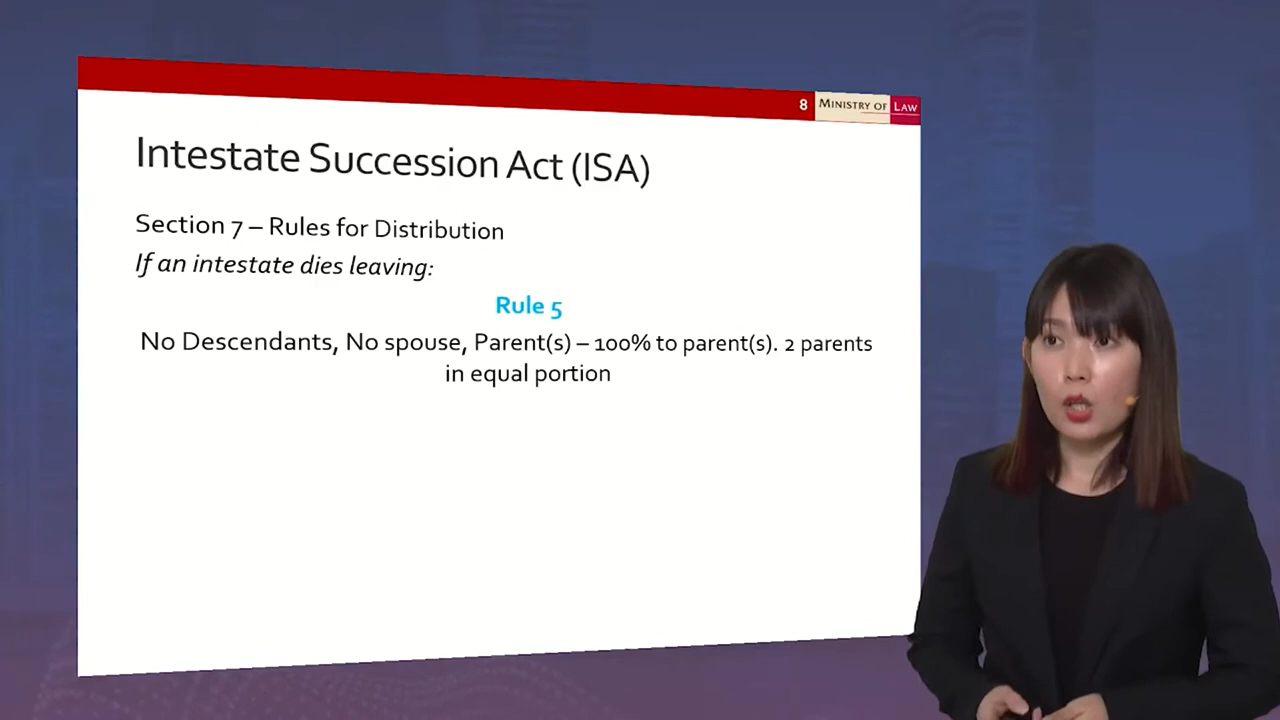 8 MINISTRY OF LAW
Intestate Succession Act (ISA)
Section 7 – Rules for Distribution
If an intestate dies leaving:
Rule 5
No Descendants, No spouse, Parent(s) – 100% to parent(s). 2 parents
in equal portion